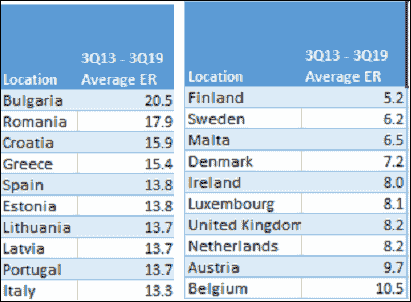 3Q13 - 3Q19
Location Average ER
Bulgaria 20.5
Romania 17.9
Croatia 15.9
Greece 15.4
Spain 13.8
Estonia 13.8
Lithuania 13.7
Latvia 13.7
Portugal 13.7
Italy 13.3
3Q13 - 3Q19
Location Average ER
Finland 5.2
Sweden 6.2
Malta 6.5
Denmark 7.2
Ireland 8.0
Luxembourg 8.1
United Kingdom 8.2
Netherlands 8.2
Austria 9.7
Belgium 10.5